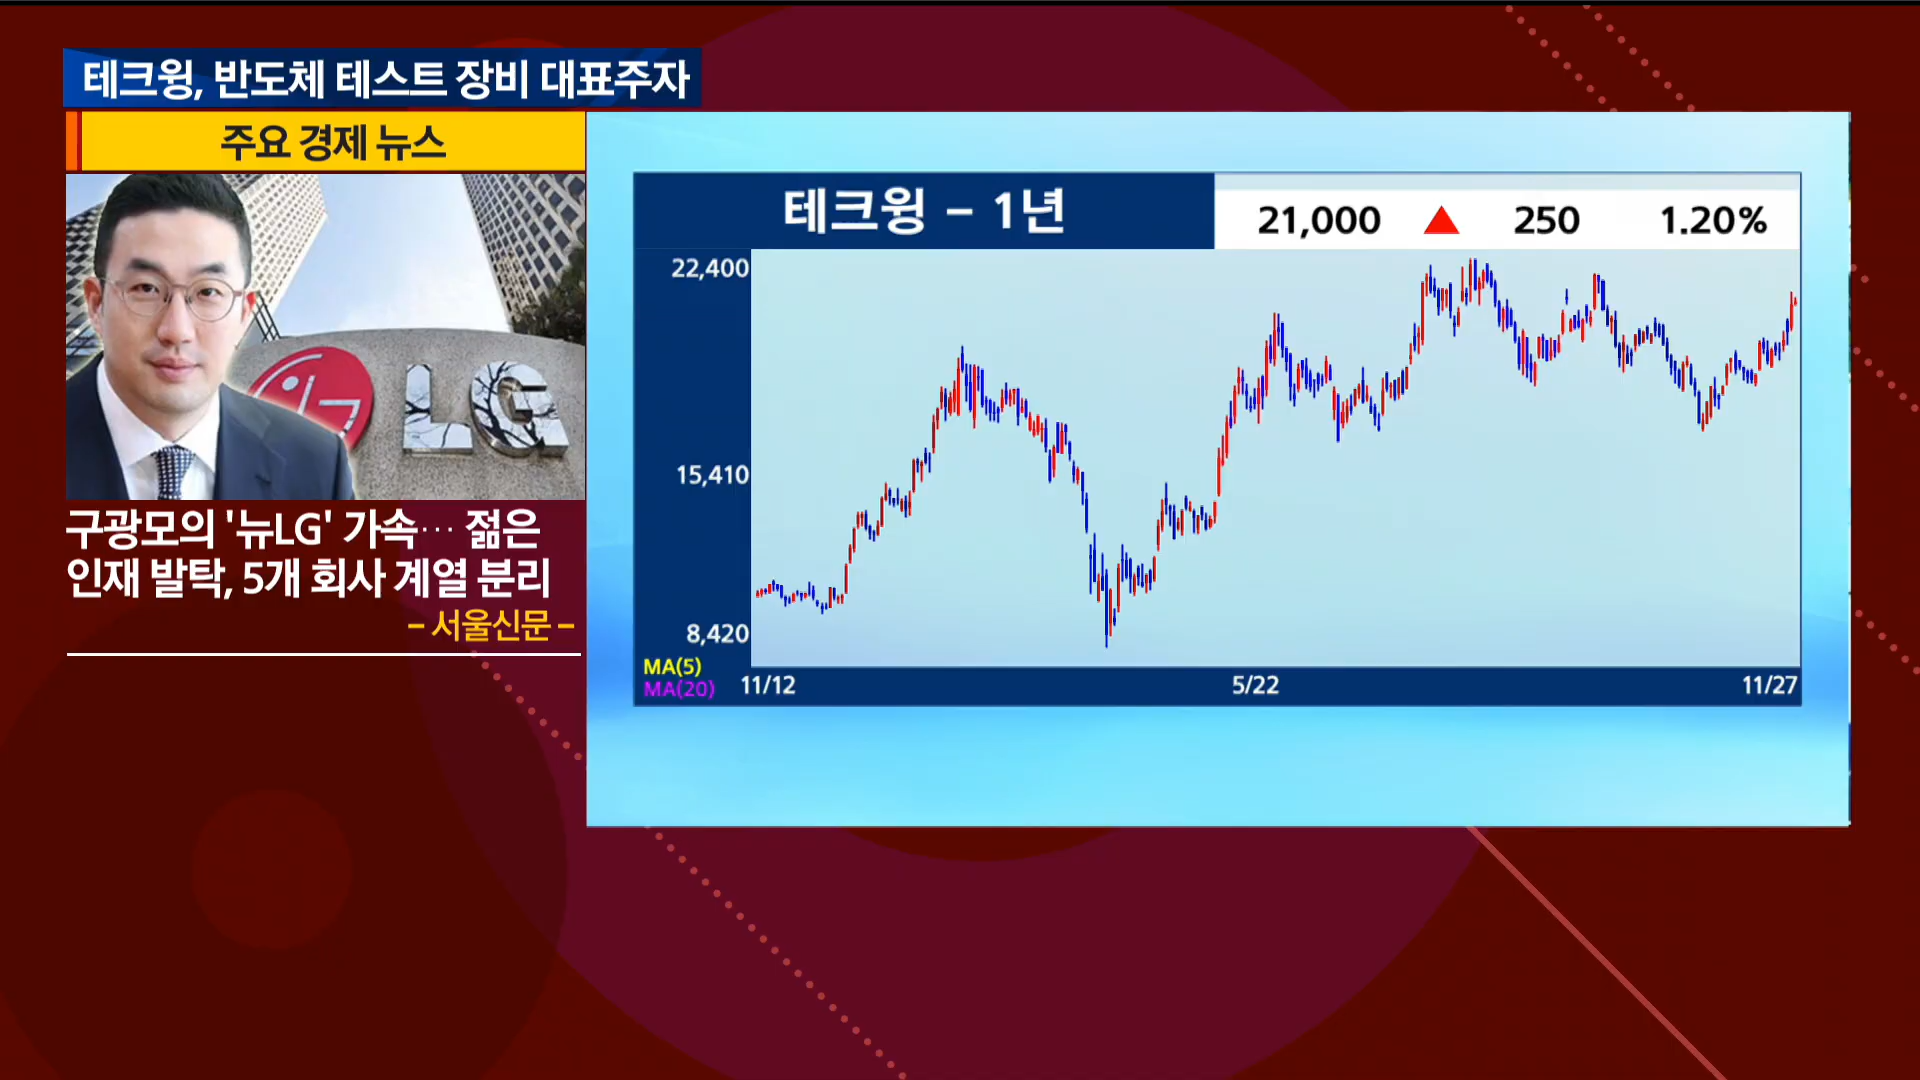 테크윙, 반도체 테스트 장비 대표주자
주요 경제 뉴스
LG
구광모의 '뉴LG' 가속… 젊은
인재 발탁, 5개 회사 계열 분리
– 서울신문 –
테크윙 – 1년
21,000 ▲ 250 1.20%
22,400
15,410
8,420
MA(5)
MA(20)
11/12 5/22 11/27